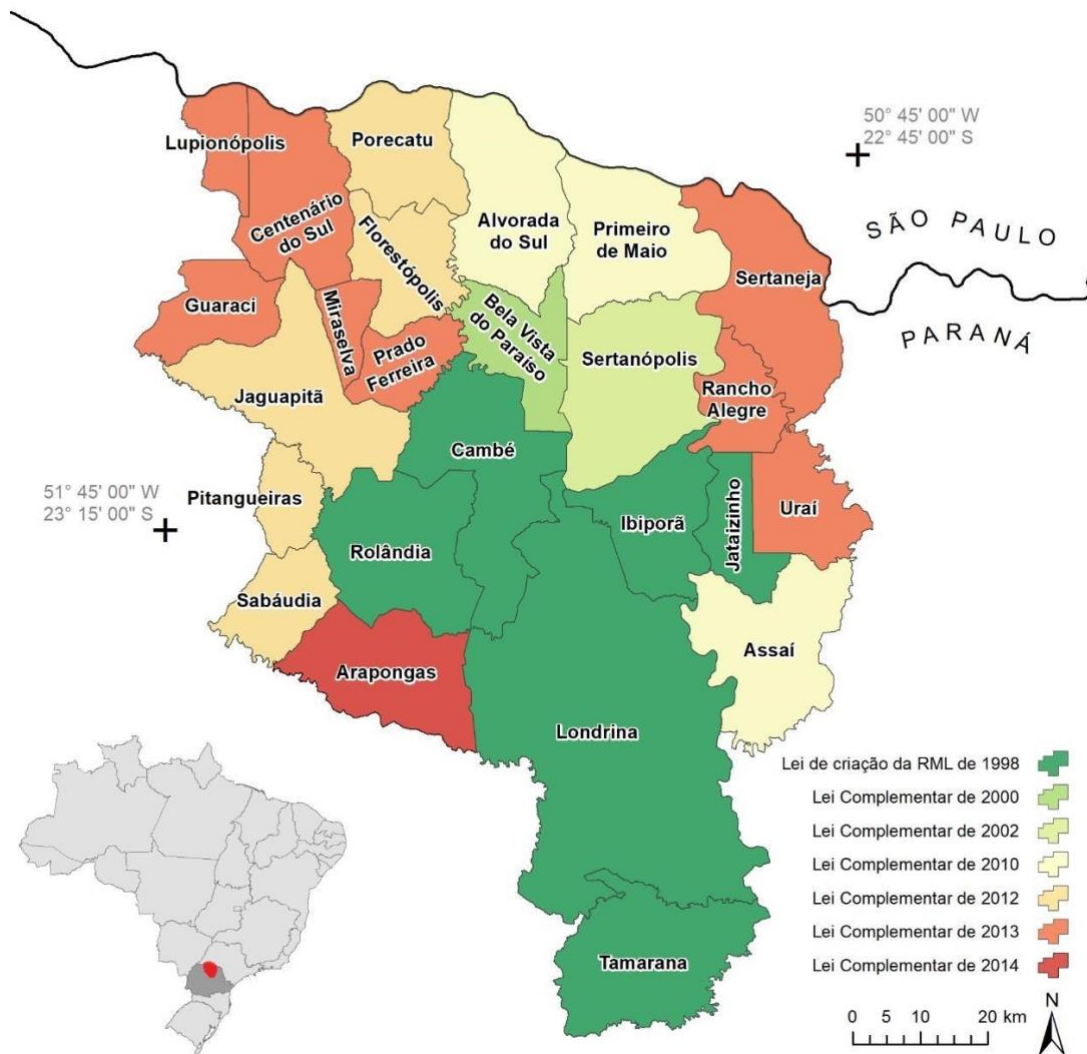 50° 45' 00" W
22° 45' 00" S
Lupionópolis
Porecatu
Centenário
do Sul
Florestópolis
Alvorada
do Sul
Primeiro
de Maio
SÃO PAULO
Sertaneja
PARANÁ
Guaraci
Miraselva
Prado
Ferreira
Bela Vista
do Paraíso
Sertanópolis
Rancho
Alegre
Jaguapitã
Cambé
51° 45' 00" W
23° 15' 00" S
Pitangueiras
Rolândia
Ibiporã
Jataizinho
Uraí
Sabáudia
Arapongas
Assaí
Londrina
Tamarana
Lei de criação da RML de 1998
Lei Complementar de 2000
Lei Complementar de 2002
Lei Complementar de 2010
Lei Complementar de 2012
Lei Complementar de 2013
Lei Complementar de 2014
N
0 5 10 20 km